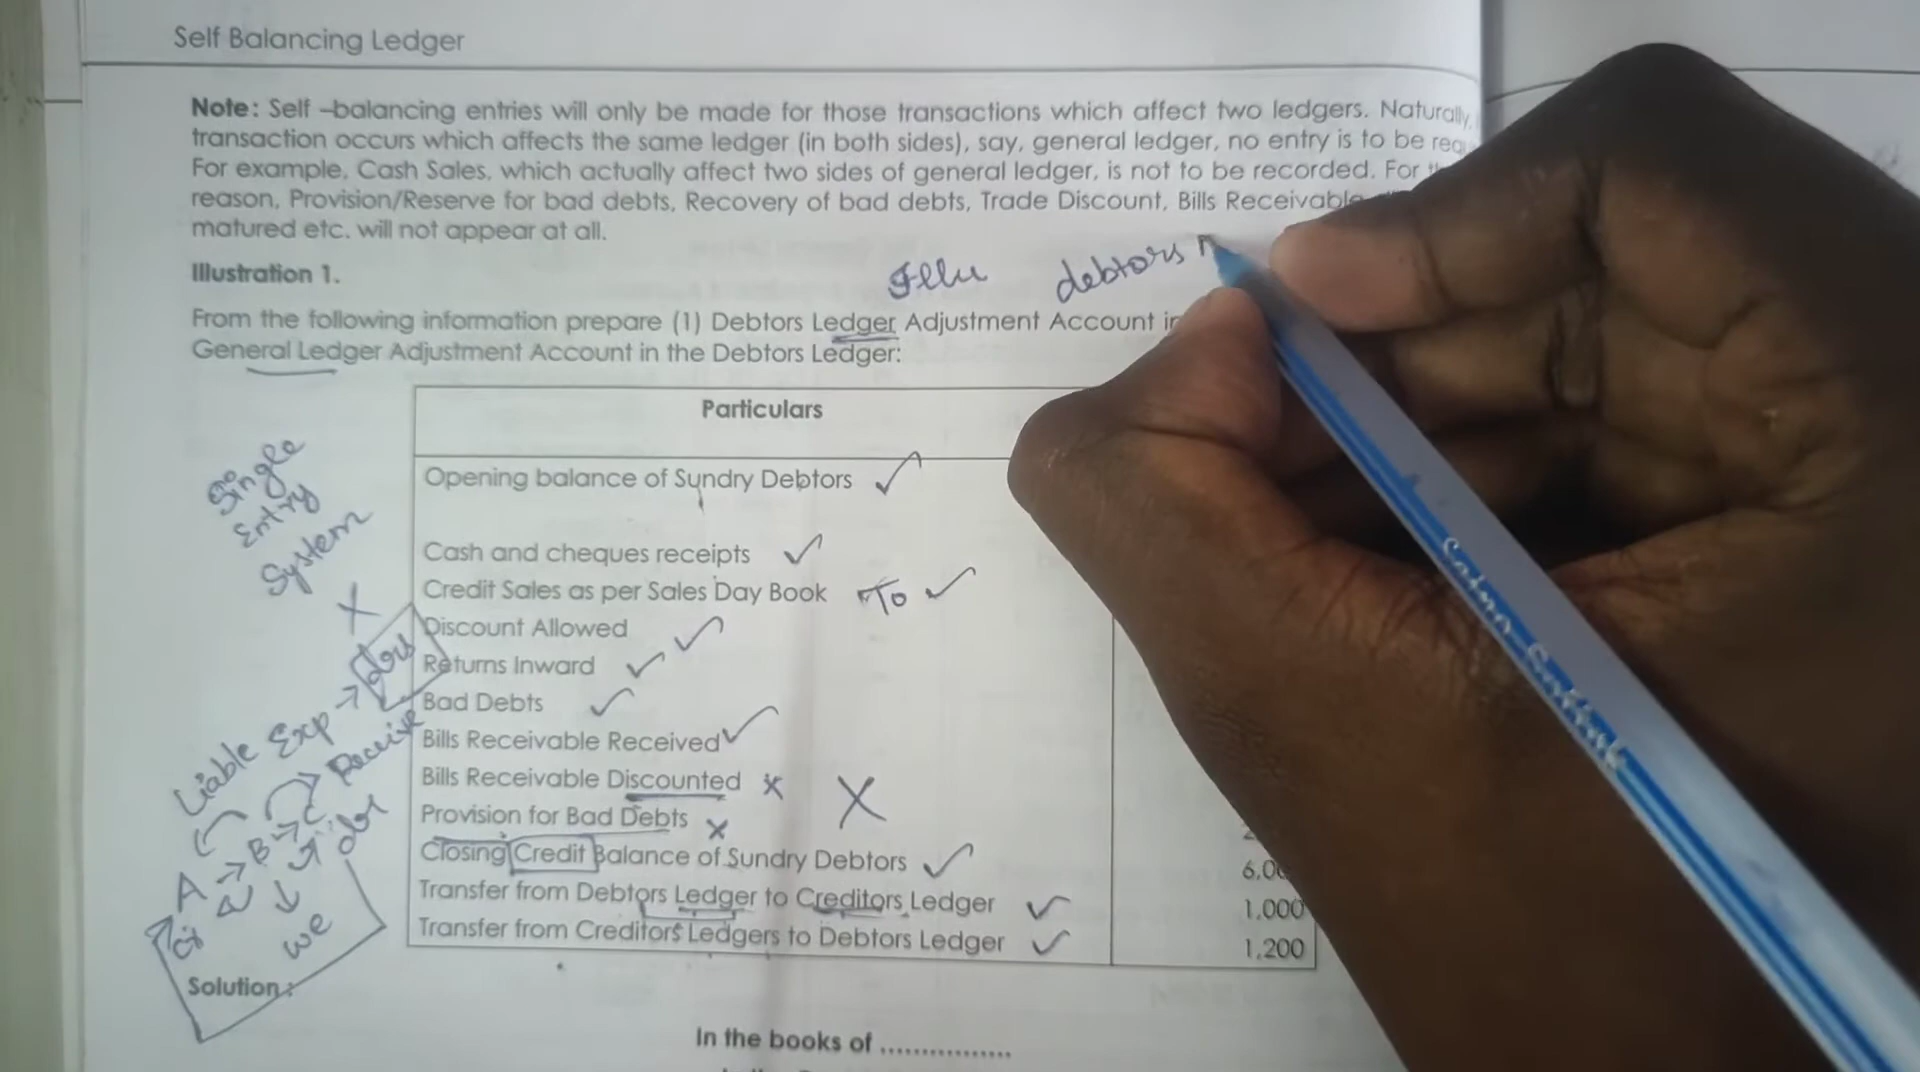 Self Balancing Ledger
Note: Self –balancing entries will only be made for those transactions which affect two ledgers. Naturally,
transaction occurs which affects the same ledger (in both sides), say, general ledger, no entry is to be req
For example, Cash Sales, which actually affect two sides of general ledger, is not to be recorded. For
reason, Provision/Reserve for bad debts, Recovery of bad debts, Trade Discount, Bills Receivable
matured etc. will not appear at all.
Illustration 1.
Illu debtors
From the following information prepare (1) Debtors Ledger Adjustment Account in
General Ledger Adjustment Account in the Debtors Ledger:
Particulars
Opening balance of Sundry Debtors
Cash and cheques receipts
Credit Sales as per Sales Day Book To
Discount Allowed
Returns Inward
Bad Debts
Bills Receivable Received
Bills Receivable Discounted
Provision for Bad Debts
Closing Credit Balance of Sundry Debtors 6,00
Transfer from Debtors Ledger to Creditors Ledger 1,000
Transfer from Creditors Ledgers to Debtors Ledger 1,200
Single
Entry
System
Liable Exp → drs
A → B → C Receive
dr
we
Solution :
In the books of ................